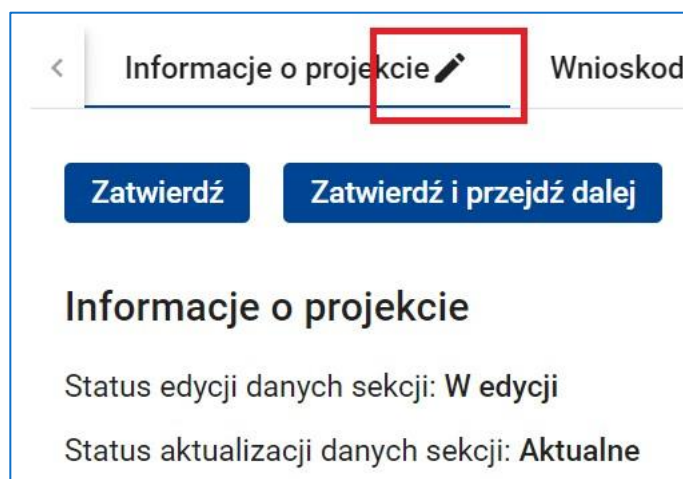 Informacje o projekcie Wnioskod
Zatwierdź Zatwierdź i przejdź dalej
Informacje o projekcie
Status edycji danych sekcji: W edycji
Status aktualizacji danych sekcji: Aktualne